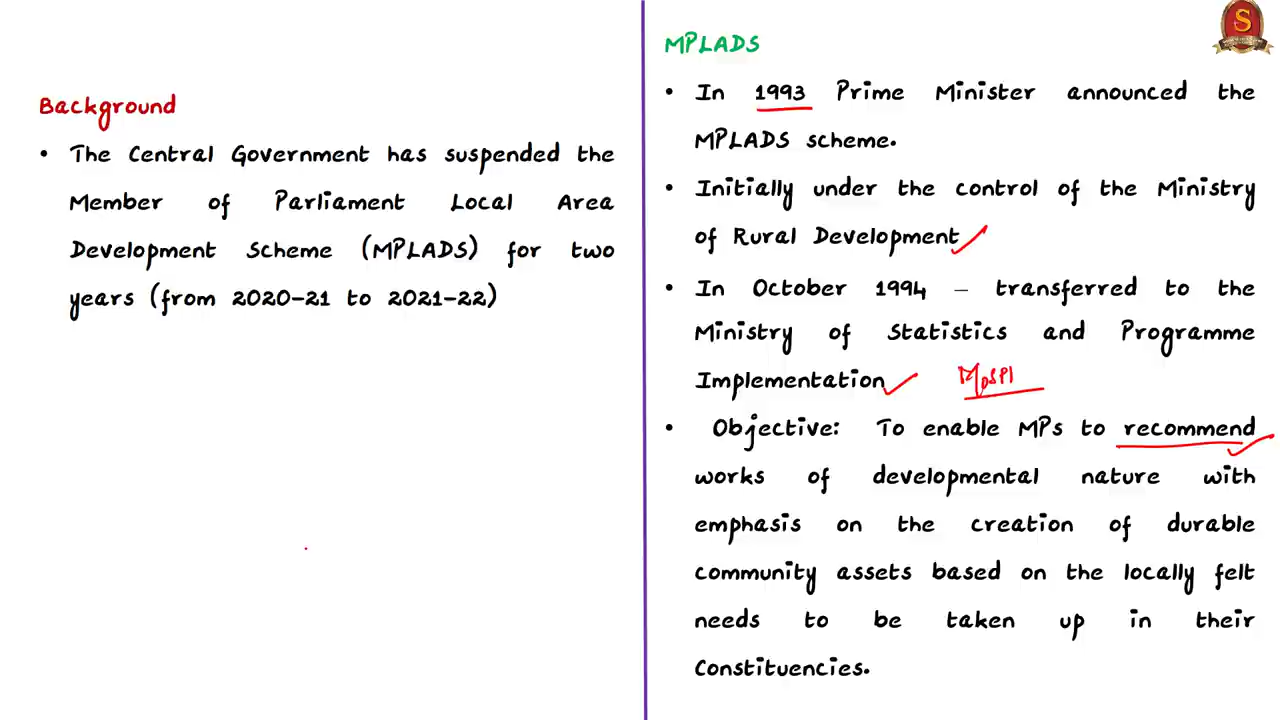 Background
• The Central Government has suspended the
Member of Parliament Local Area
Development Scheme (MPLADS) for two
years (from 2020-21 to 2021-22)
MPLADS
• In 1993 Prime Minister announced the
MPLADS scheme.
• Initially under the control of the Ministry
of Rural Development
• In October 1994 – transferred to the
Ministry of Statistics and Programme
Implementation MoSPI
• Objective: To enable MPs to recommend
works of developmental nature with
emphasis on the creation of durable
community assets based on the locally felt
needs to be taken up in their
Constituencies.
S